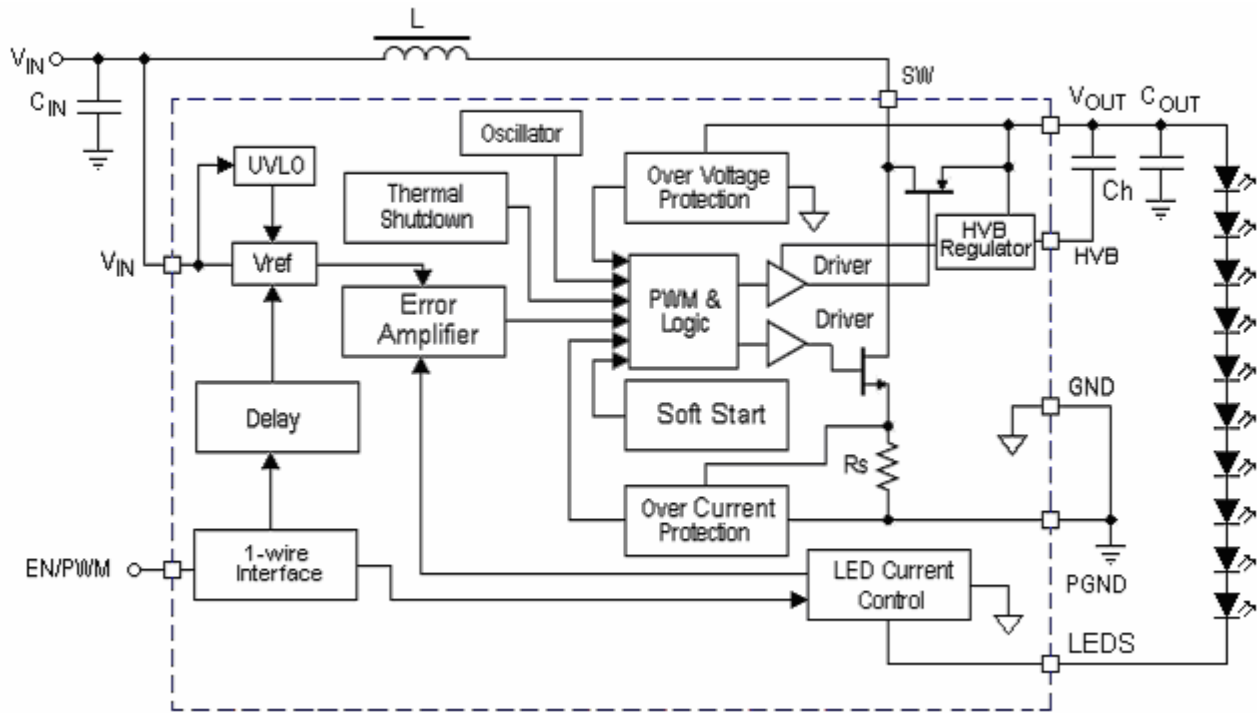 L
VIN
CIN
SW
VOUT
COUT
Oscillator
UVLO
Thermal
Shutdown
Over Voltage
Protection
Ch
HVB
Regulator
HVB
VIN
Vref
Error
Amplifier
PWM &
Logic
Driver
Driver
Delay
Soft Start
GND
Rs
Over Current
Protection
EN/PWM
1-wire
Interface
LED Current
Control
PGND
LEDS